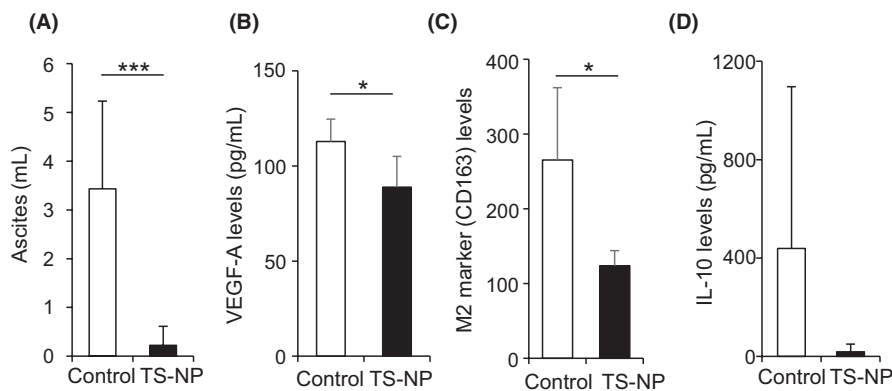 (A)
Ascites (mL)
6
5
4
3
2
1
0
***
Control TS-NP
(B)
VEGF-A levels (pg/mL)
150
100
50
0
*
Control TS-NP
(C)
M2 marker (CD163) levels
400
300
200
100
0
*
Control TS-NP
(D)
IL-10 levels (pg/mL)
1200
800
400
0
Control TS-NP